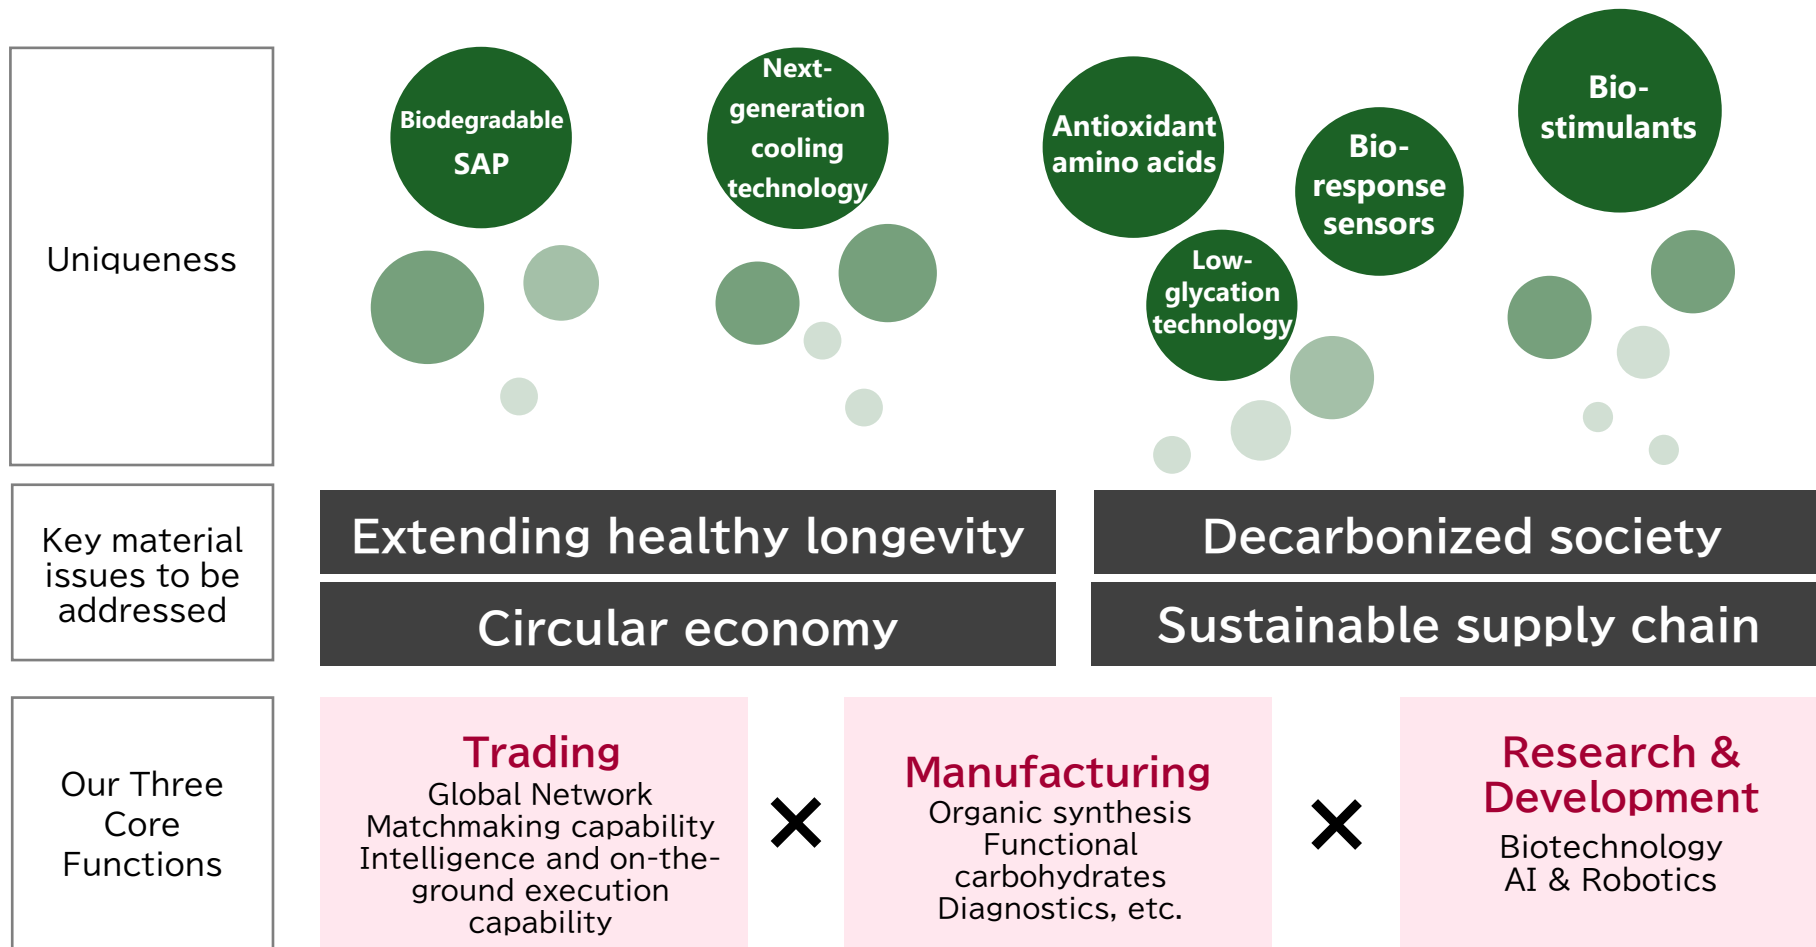 Uniqueness
Biodegradable
SAP
Next-
generation
cooling
technology
Antioxidant
amino acids
Low-
glycation
technology
Bio-
response
sensors
Bio-
stimulants
Key material
issues to be
addressed
Extending healthy longevity
Decarbonized society
Circular economy
Sustainable supply chain
Our Three
Core
Functions
Trading
Global Network
Matchmaking capability
Intelligence and on-the-
ground execution
capability
×
Manufacturing
Organic synthesis
Functional
carbohydrates
Diagnostics, etc.
×
Research &
Development
Biotechnology
AI & Robotics